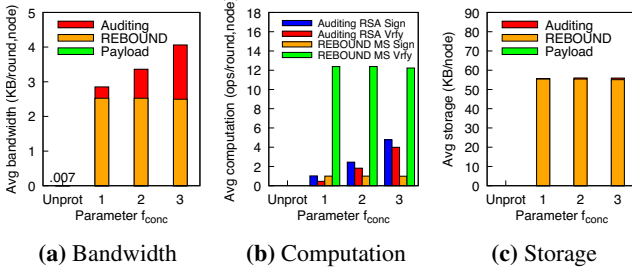 Avg bandwidth (KB/round,node)
5
4
3
2
1
0
Auditing
REBOUND
Payload
.007
Unprot
1
2
3
Parameter f_conc
(a) Bandwidth
Avg computation (ops/round,node)
18
16
14
12
10
8
6
4
2
0
Auditing RSA Sign
Auditing RSA Vrfy
REBOUND MS Sign
REBOUND MS Vrfy
Unprot
1
2
3
Parameter f_conc
(b) Computation
Avg storage (KB/node)
90
80
70
60
50
40
30
20
10
0
Auditing
REBOUND
Payload
Unprot
1
2
3
Parameter f_conc
(c) Storage